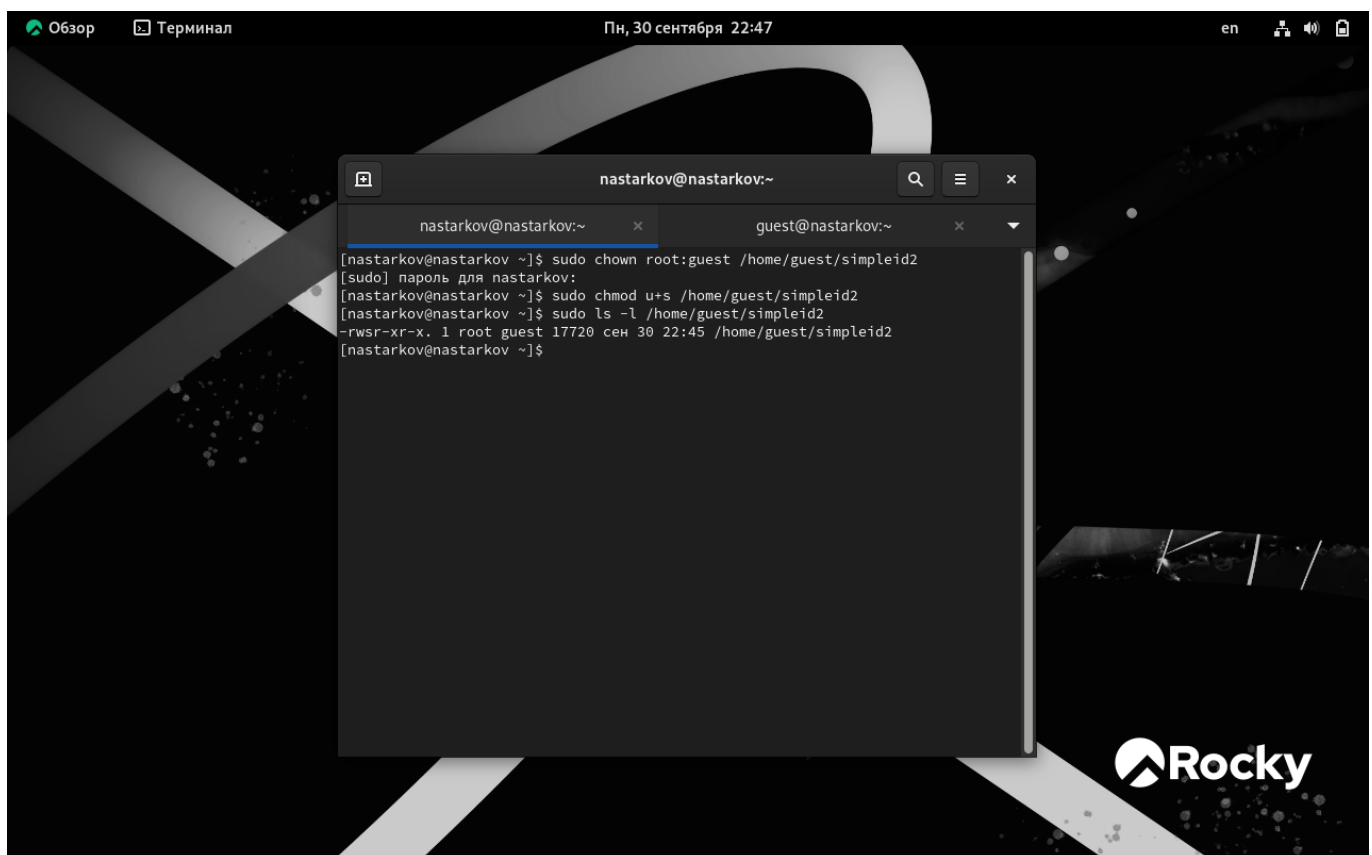 Обзор Терминал Пн, 30 сентября 22:47 en
nastarkov@nastarkov:~
nastarkov@nastarkov:~ guest@nastarkov:~
[nastarkov@nastarkov ~]$ sudo chown root:guest /home/guest/simpleid2
[sudo] пароль для nastarkov:
[nastarkov@nastarkov ~]$ sudo chmod u+s /home/guest/simpleid2
[nastarkov@nastarkov ~]$ sudo ls -l /home/guest/simpleid2
-rwsr-xr-x. 1 root guest 17720 сен 30 22:45 /home/guest/simpleid2
[nastarkov@nastarkov ~]$
Rocky